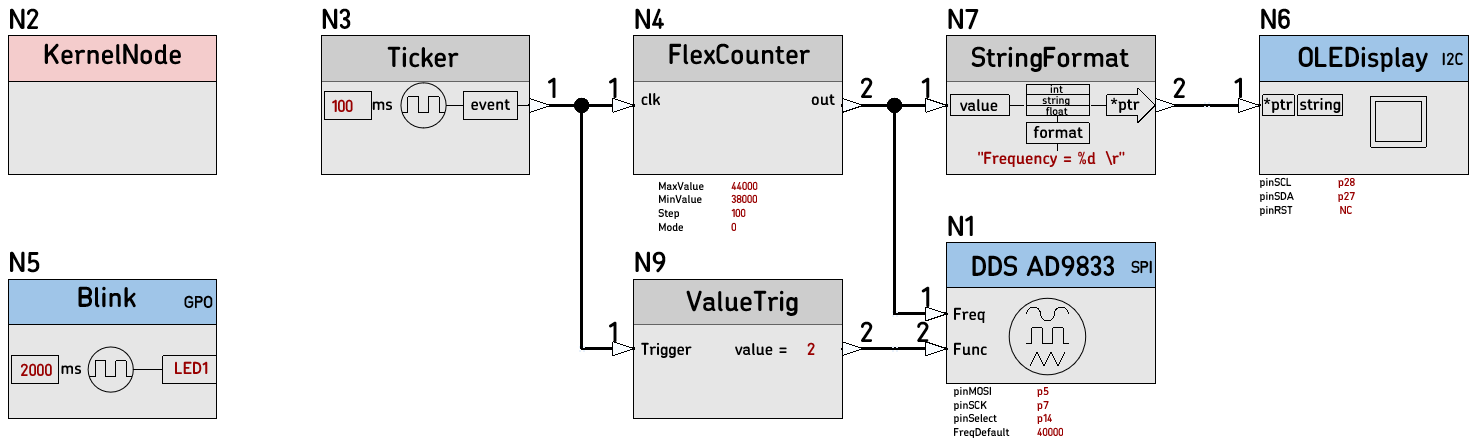 N2
KernelNode
N3
Ticker
100 ms
event
1
N4
1
FlexCounter
clk
out
2
MaxValue 44000
MinValue 38000
Step 100
Mode 0
N7
1
StringFormat
value
int
string
float
*ptr
format
"Frequency = %d \r"
2
N6
1
OLEDisplay I2C
*ptr string
pinSCL p28
pinSDA p27
pinRST NC
N5
Blink GPO
2000 ms
LED1
N9
1
ValueTrig
Trigger value = 2
2
N1
DDS AD9833 SPI
1
Freq
2
Func
pinMOSI p5
pinSCK p7
pinSelect p14
FreqDefault 40000